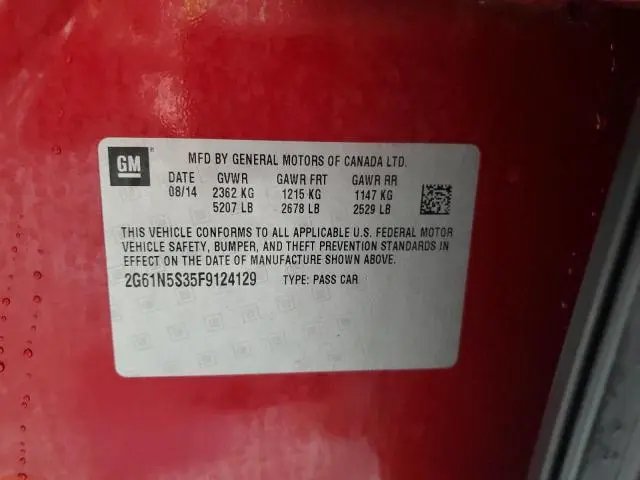 GM
MFD BY GENERAL MOTORS OF CANADA LTD.
DATE GVWR GAWR FRT GAWR RR
08/14 2362 KG 1215 KG 1147 KG
5207 LB 2678 LB 2529 LB
THIS VEHICLE CONFORMS TO ALL APPLICABLE U.S. FEDERAL MOTOR
VEHICLE SAFETY, BUMPER, AND THEFT PREVENTION STANDARDS IN
EFFECT ON THE DATE OF MANUFACTURE SHOWN ABOVE.
2G61N5S35F9124129 TYPE: PASS CAR